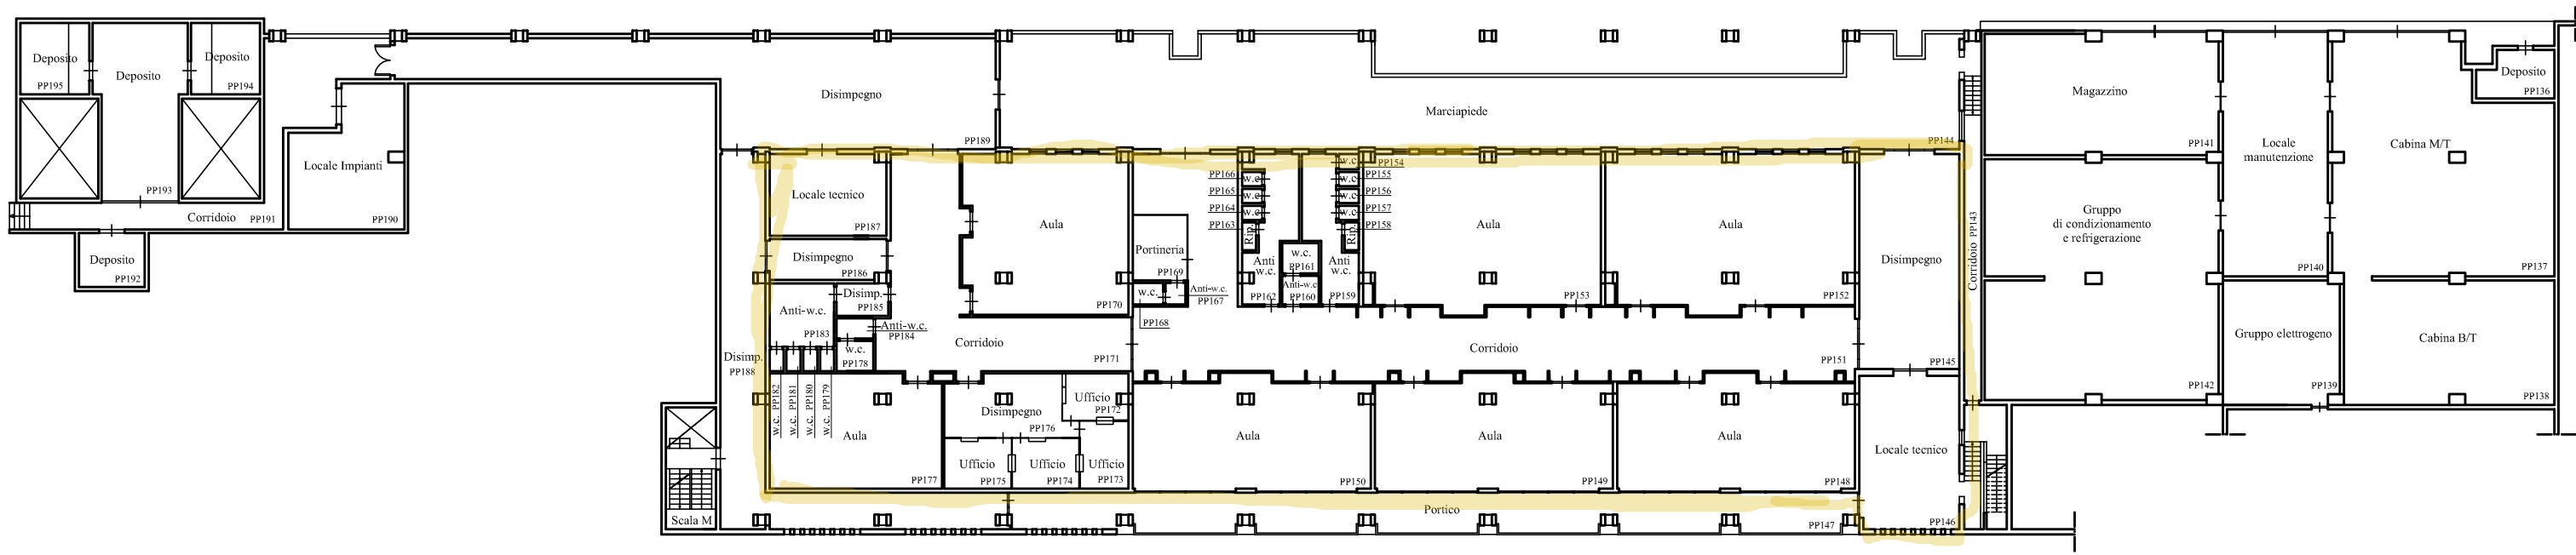 Deposito
PP195
Deposito
Deposito
PP194
PP193
Corridoio
PP191
Deposito
PP192
Locale Impianti
PP190
Disimpegno
PP189
Marciapiede
PP144
Locale tecnico
PP187
Disimpegno
PP186
Disimp.
PP185
Anti-w.c.
PP183
Anti-w.c.
PP184
w.c.
PP178
Disimp.
PP188
w.c. PP182
w.c. PP181
w.c. PP180
w.c. PP179
Aula
PP177
Scala M
Aula
PP170
Corridoio
PP171
Disimpegno
PP176
Ufficio
PP172
Ufficio
PP175
Ufficio
PP174
Ufficio
PP173
Portineria
PP169
w.c.
Anti-w.c.
PP167
PP168
PP166
w.c.
PP165
w.c.
PP164
w.c.
PP163
Rip.
Anti
w.c.
PP162
w.c.
PP161
Anti-w.c
PP160
Anti
w.c.
PP159
w.c.
PP154
w.c.
PP155
w.c.
PP156
w.c.
PP157
Rip.
PP158
Aula
PP153
Aula
PP152
Corridoio
PP151
Aula
PP150
Aula
PP149
Aula
PP148
Portico
PP147
Disimpegno
PP145
Locale tecnico
PP146
Corridoio PP143
Magazzino
PP141
Gruppo
di condizionamento
e refrigerazione
PP142
Locale
manutenzione
PP140
Gruppo elettrogeno
PP139
Cabina M/T
PP137
Deposito
PP136
Cabina B/T
PP138